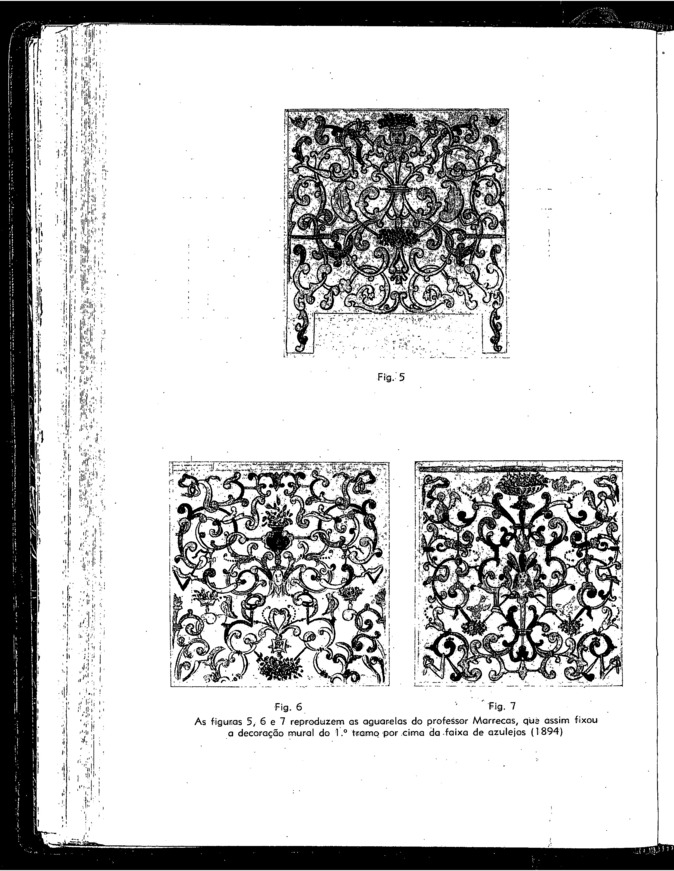 Fig. 5
Fig. 6
Fig. 7
As figuras 5, 6 e 7 reproduzem as aguarelas do professor Marrecas, que assim fixou
a decoração mural do 1.º tramo por cima da faixa de azulejos (1894)